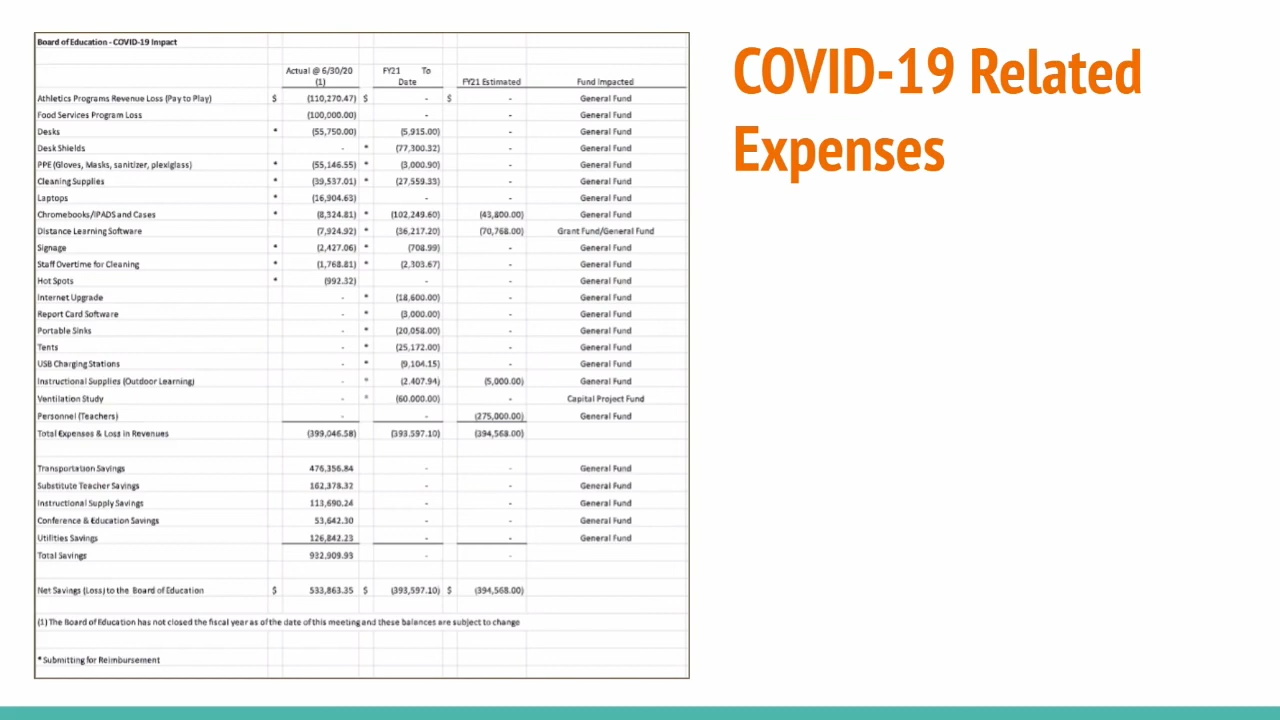 Board of Education - COVID-19 Impact
Actual @ 6/30/20 (1) FY21 To Date FY21 Estimated Fund Impacted
Athletics Programs Revenue Loss (Pay to Play) $ (110,270.47) $ - $ - General Fund
Food Services Program Loss (100,000.00) - - General Fund
Desks * (55,750.00) (5,915.00) - General Fund
Desk Shields - * (77,300.32) - General Fund
PPE (Gloves, Masks, sanitizer, plexiglass) * (55,146.55) * (3,000.90) - General Fund
Cleaning Supplies * (39,537.01) * (27,559.33) - General Fund
Laptops * (16,904.63) - - General Fund
Chromebooks/IPADS and Cases * (8,324.81) * (102,249.60) (43,800.00) General Fund
Distance Learning Software (7,924.92) * (36,217.20) (70,768.00) Grant Fund/General Fund
Signage * (2,427.06) * (708.99) - General Fund
Staff Overtime for Cleaning * (1,768.81) * (2,303.67) - General Fund
Hot Spots * (992.32) - - General Fund
Internet Upgrade - * (18,600.00) - General Fund
Report Card Software - * (3,000.00) - General Fund
Portable Sinks - * (20,058.00) - General Fund
Tents - * (25,172.00) - General Fund
USB Charging Stations - * (9,104.15) - General Fund
Instructional Supplies (Outdoor Learning) - * (2,407.94) (5,000.00) General Fund
Ventilation Study - * (60,000.00) - Capital Project Fund
Personnel (Teachers) - - (275,000.00) General Fund
Total Expenses & Loss in Revenues (399,046.58) (393,597.10) (394,568.00)
Transportation Savings 476,356.84 - - General Fund
Substitute Teacher Savings 162,378.32 - - General Fund
Instructional Supply Savings 113,690.24 - - General Fund
Conference & Education Savings 53,642.30 - - General Fund
Utilities Savings 126,842.23 - - General Fund
Total Savings 932,909.93 - -
Net Savings (Loss) to the Board of Education $ 533,863.35 $ (393,597.10) $ (394,568.00)
(1) The Board of Education has not closed the fiscal year as of the date of this meeting and these balances are subject to change
* Submitting for Reimbursement
COVID-19 Related
Expenses